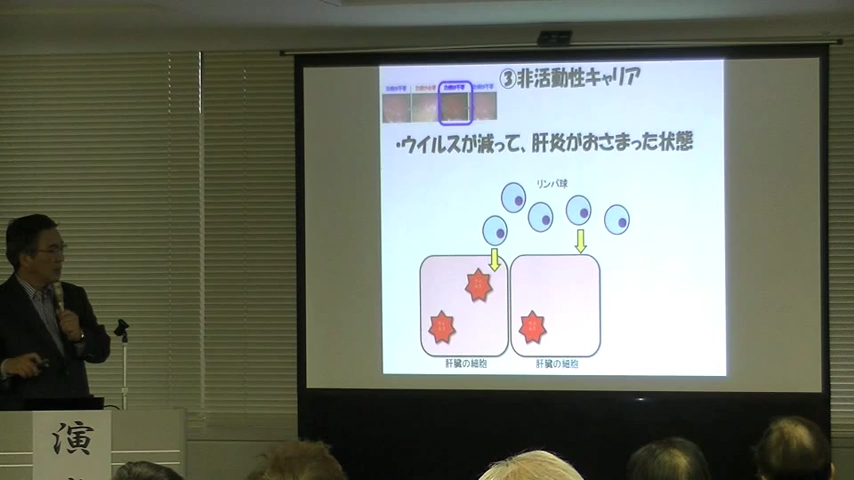 ③非活動性キャリア
・ウイルスが減って、肝炎がおさまった状態
リンパ球
肝臓の細胞
肝臓の細胞
演